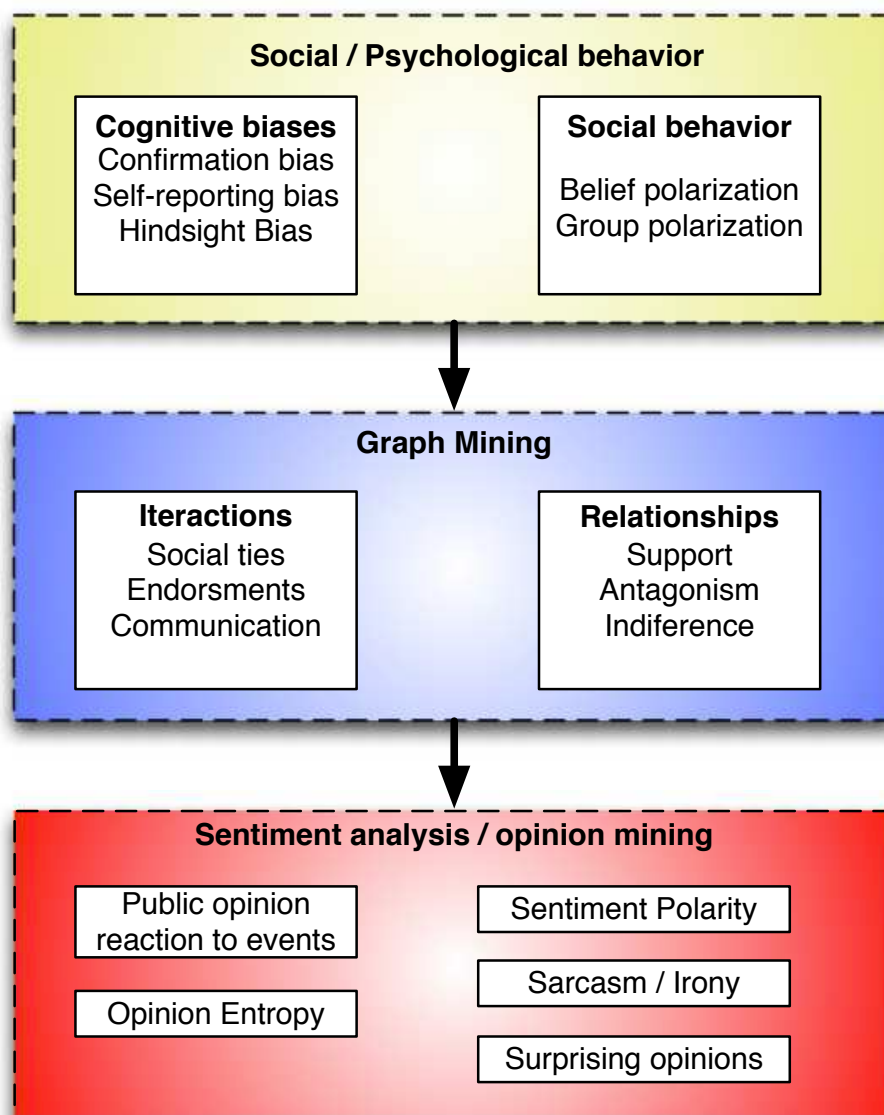 Social / Psychological behavior
Cognitive biases
Confirmation bias
Self-reporting bias
Hindsight Bias
Social behavior
Belief polarization
Group polarization
Graph Mining
Iteractions
Social ties
Endorsments
Communication
Relationships
Support
Antagonism
Indiference
Sentiment analysis / opinion mining
Public opinion
reaction to events
Opinion Entropy
Sentiment Polarity
Sarcasm / Irony
Surprising opinions